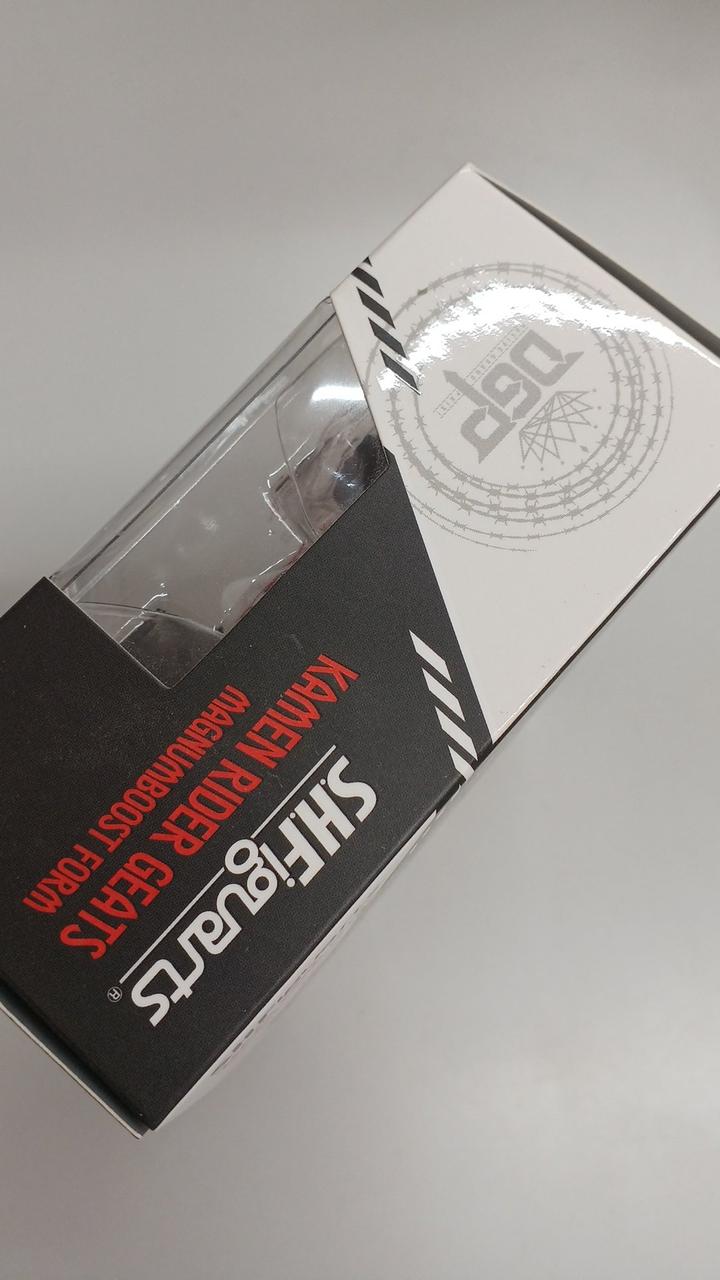 S.H.Figuarts®
KAMEN RIDER GEATS
MAGNUMBOOST FORM
DGP